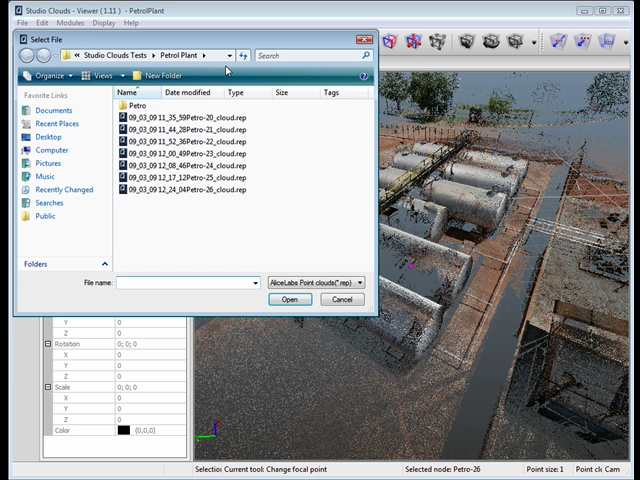 Studio Clouds - Viewer ( 1.11 ) - PetrolPlant
File Edit Modules Display Help
Select File
Studio Clouds Tests Petrol Plant Search
Organize Views New Folder
Favorite Links Name Date modified Type Size Tags
Documents
Recent Places
Desktop
Computer
Pictures
Music
Recently Changed
Searches
Public
Petro
09_03_09 11_35_59Petro-20_cloud.rep
09_03_09 11_44_28Petro-21_cloud.rep
09_03_09 11_52_36Petro-22_cloud.rep
09_03_09 12_00_49Petro-23_cloud.rep
09_03_09 12_08_46Petro-24_cloud.rep
09_03_09 12_17_12Petro-25_cloud.rep
09_03_09 12_24_04Petro-26_cloud.rep
Folders
File name: AliceLabs Point clouds(*.rep)
Open Cancel
Y 0
Z 0
Rotation 0; 0; 0
X 0
Y 0
Z 0
Scale 0; 0; 0
X 0
Y 0
Z 0
Color (0,0,0)
Selection Current tool: Change focal point Selected node: Petro-26 Point size: 1 Point cl Cam